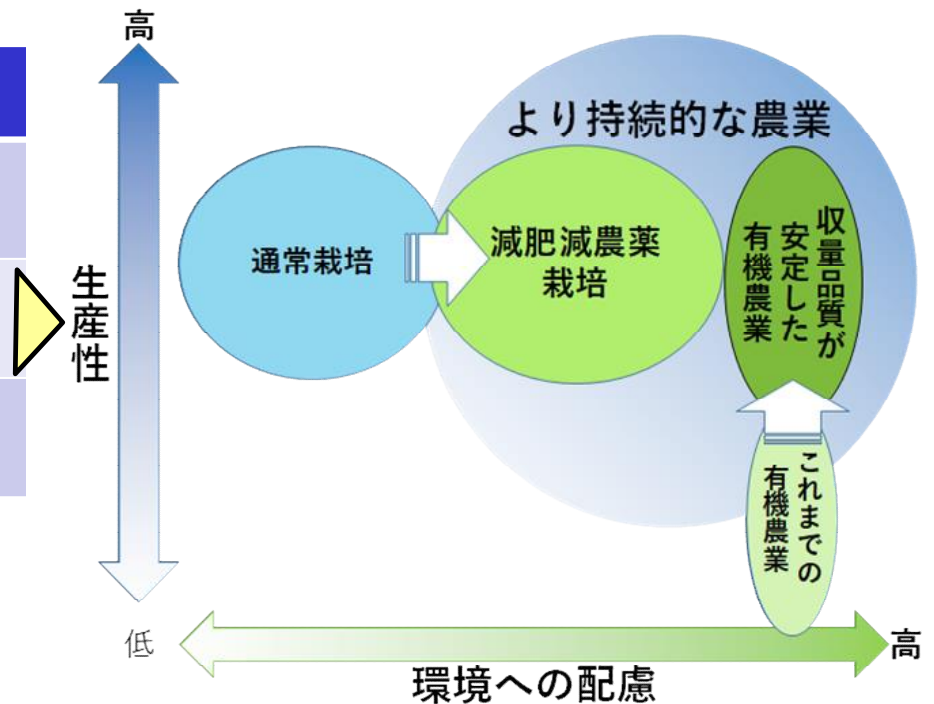 高
より持続的な農業
通常栽培
減肥減農薬
栽培
収量品質が
安定した
有機農業
生産性
これまでの
有機農業
低
高
環境への配慮